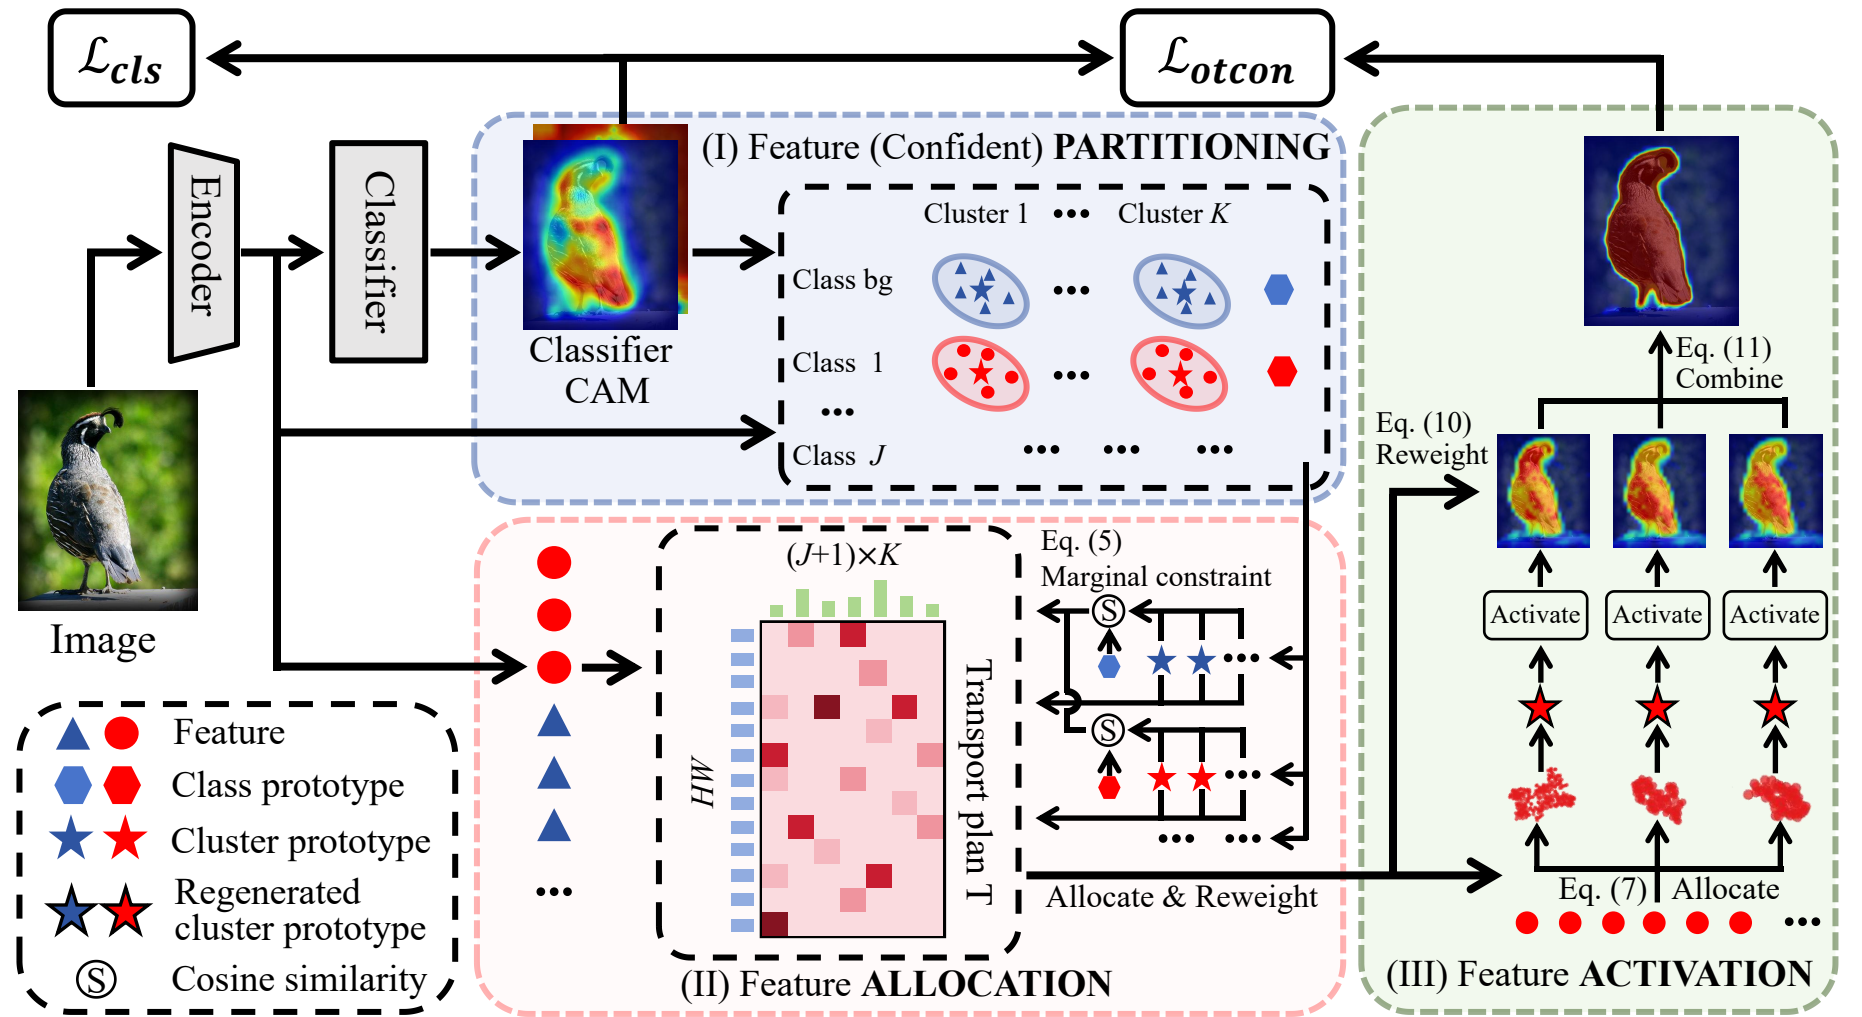 ℒcls
ℒotcon
(I) Feature (Confident) PARTITIONING
Encoder
Classifier
Classifier
CAM
Cluster 1 ••• Cluster K
Class bg •••
Class 1 •••
•••
Class J ••• ••• •••
Image
Eq. (11)
Combine
Eq. (10)
Reweight
Activate Activate Activate
Eq. (7) Allocate
•••
(III) Feature ACTIVATION
(J+1)×K
HW
Transport plan T
Eq. (5)
Marginal constraint
S
•••
S
•••
••• •••
Allocate & Reweight
•••
(II) Feature ALLOCATION
Feature
Class prototype
Cluster prototype
Regenerated
cluster prototype
S Cosine similarity